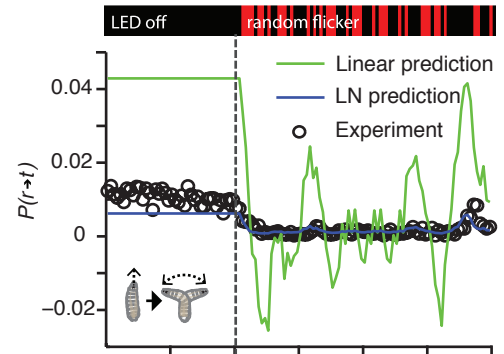 LED off random flicker
0.04
0.02
0
−0.02
P(r→t)
Linear prediction
LN prediction
Experiment